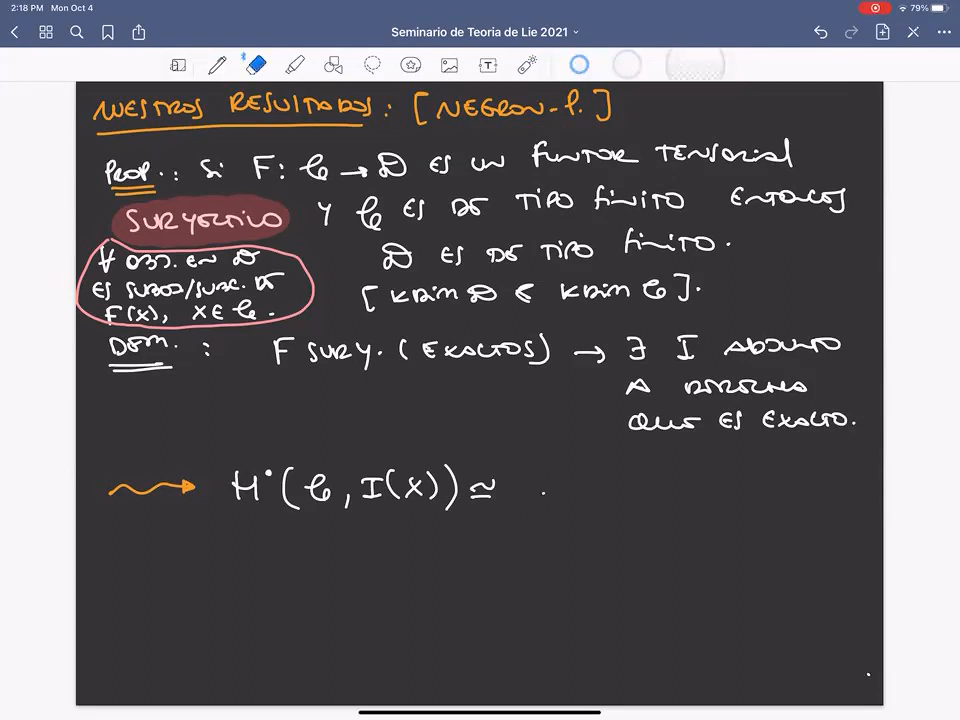 2:18 PM Mon Oct 4
79%
Seminario de Teoria de Lie 2021
NUESTROS RESULTADOS: [NEGRON-P.]
PROP.: Si F: C → D ES UN FUNTOR TENSORIAL
SURYECTIVO Y C ES DE TIPO FINITO ENTONCES
D ES DE TIPO FINITO.
∀ OBJ. EN D
ES SUBOB/SUBC. DE
F(X), X ∈ C.
[KDIM D ≤ KDIM C].
DEM.: F SURY. (EXACTOS) → ∃ I ADJUNTO
A DERECHA
QUE ES EXACTO.
H•(C, I(X)) ≃